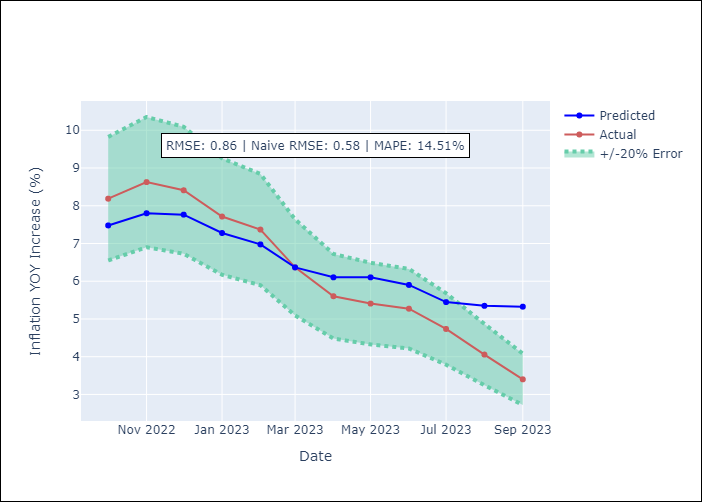 RMSE: 0.86 | Naive RMSE: 0.58 | MAPE: 14.51%
Predicted
Actual
+/-20% Error
Inflation YOY Increase (%)
10
9
8
7
6
5
4
3
Nov 2022
Jan 2023
Mar 2023
May 2023
Jul 2023
Sep 2023
Date